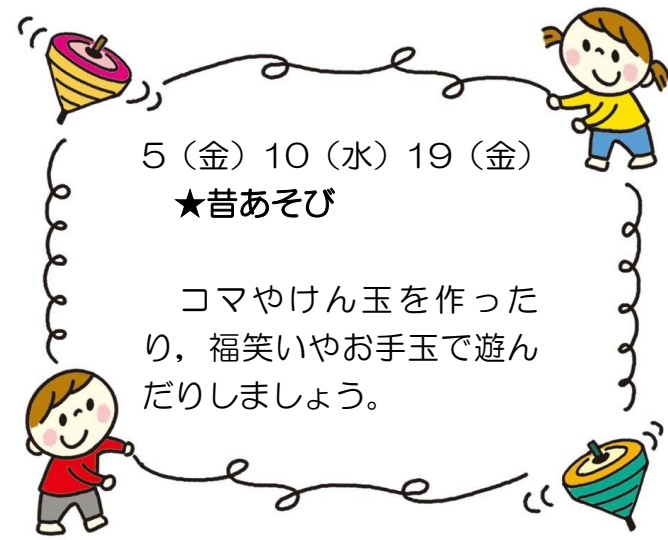 5（金）10（水）19（金）
★昔あそび
コマやけん玉を作った
り，福笑いやお手玉で遊ん
だりしましょう。